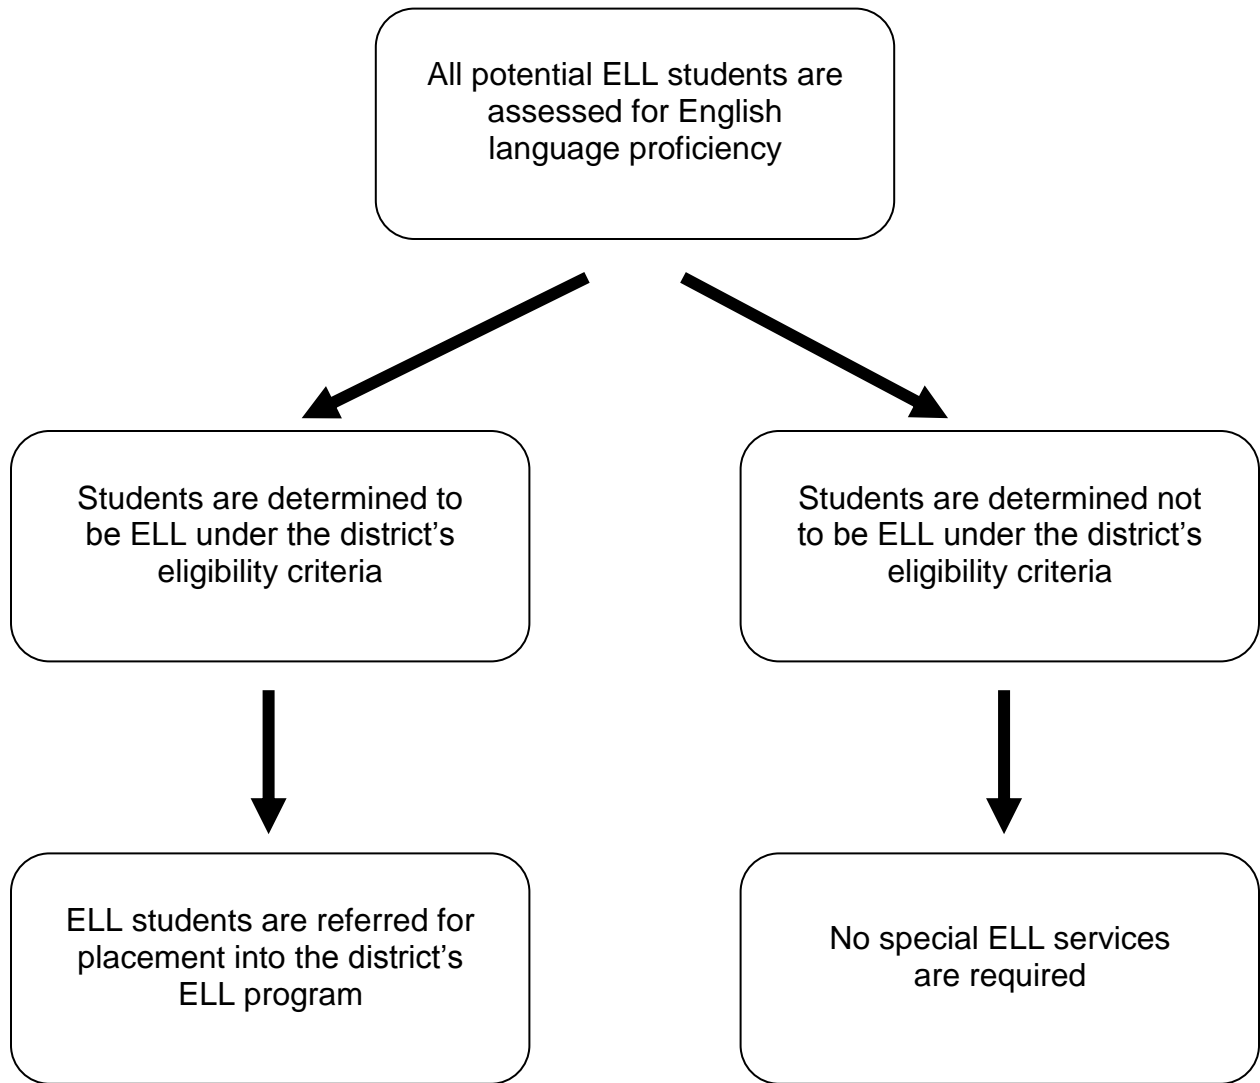 All potential ELL students are
assessed for English
language proficiency
Students are determined to
be ELL under the district’s
eligibility criteria
Students are determined not
to be ELL under the district’s
eligibility criteria
ELL students are referred for
placement into the district’s
ELL program
No special ELL services
are required